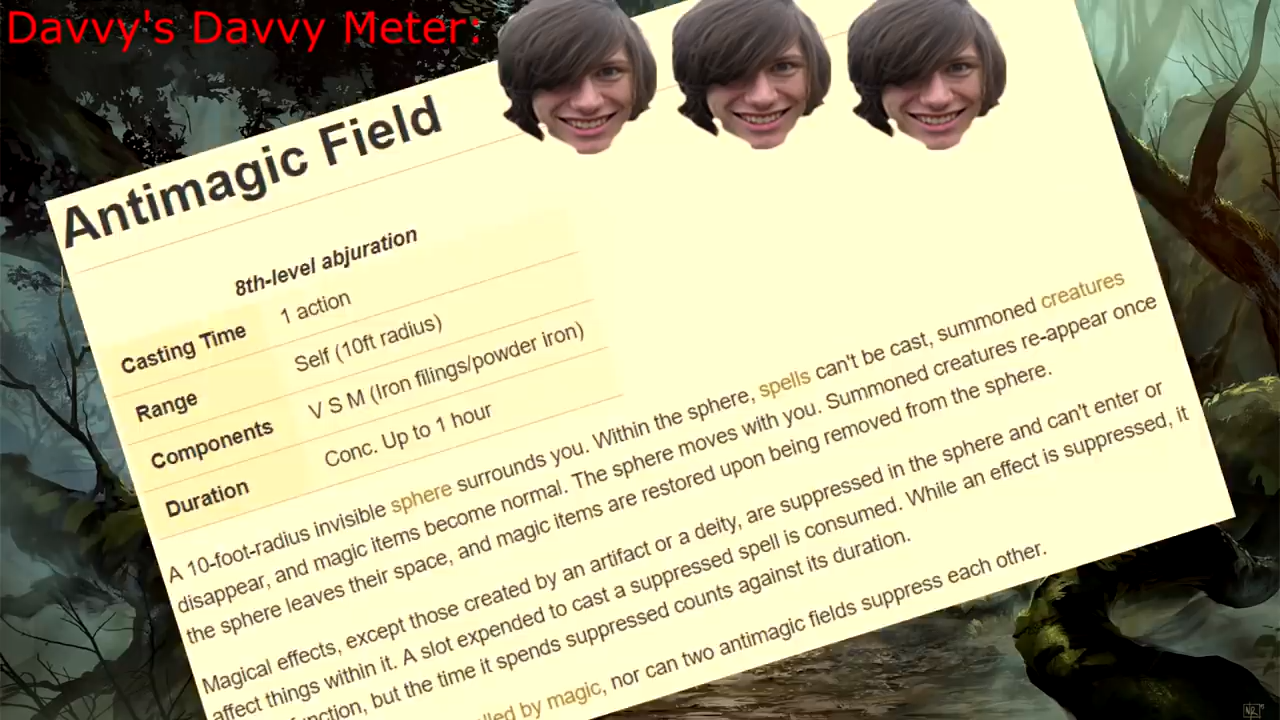 Davvy's Davvy Meter:
Antimagic Field
8th-level abjuration
Casting Time 1 action
Range Self (10ft radius)
Components V S M (Iron filings/powder iron)
Duration Conc. Up to 1 hour
A 10-foot-radius invisible sphere surrounds you. Within the sphere, spells can't be cast, summoned creatures
disappear, and magic items become normal. The sphere moves with you. Summoned creatures re-appear once
the sphere leaves their space, and magic items are restored upon being removed from the sphere.
Magical effects, except those created by an artifact or a deity, are suppressed in the sphere and can't enter or
affect things within it. A slot expended to cast a suppressed spell is consumed. While an effect is suppressed, it
but the time it spends suppressed counts against its duration.
by magic, nor can two antimagic fields suppress each other.